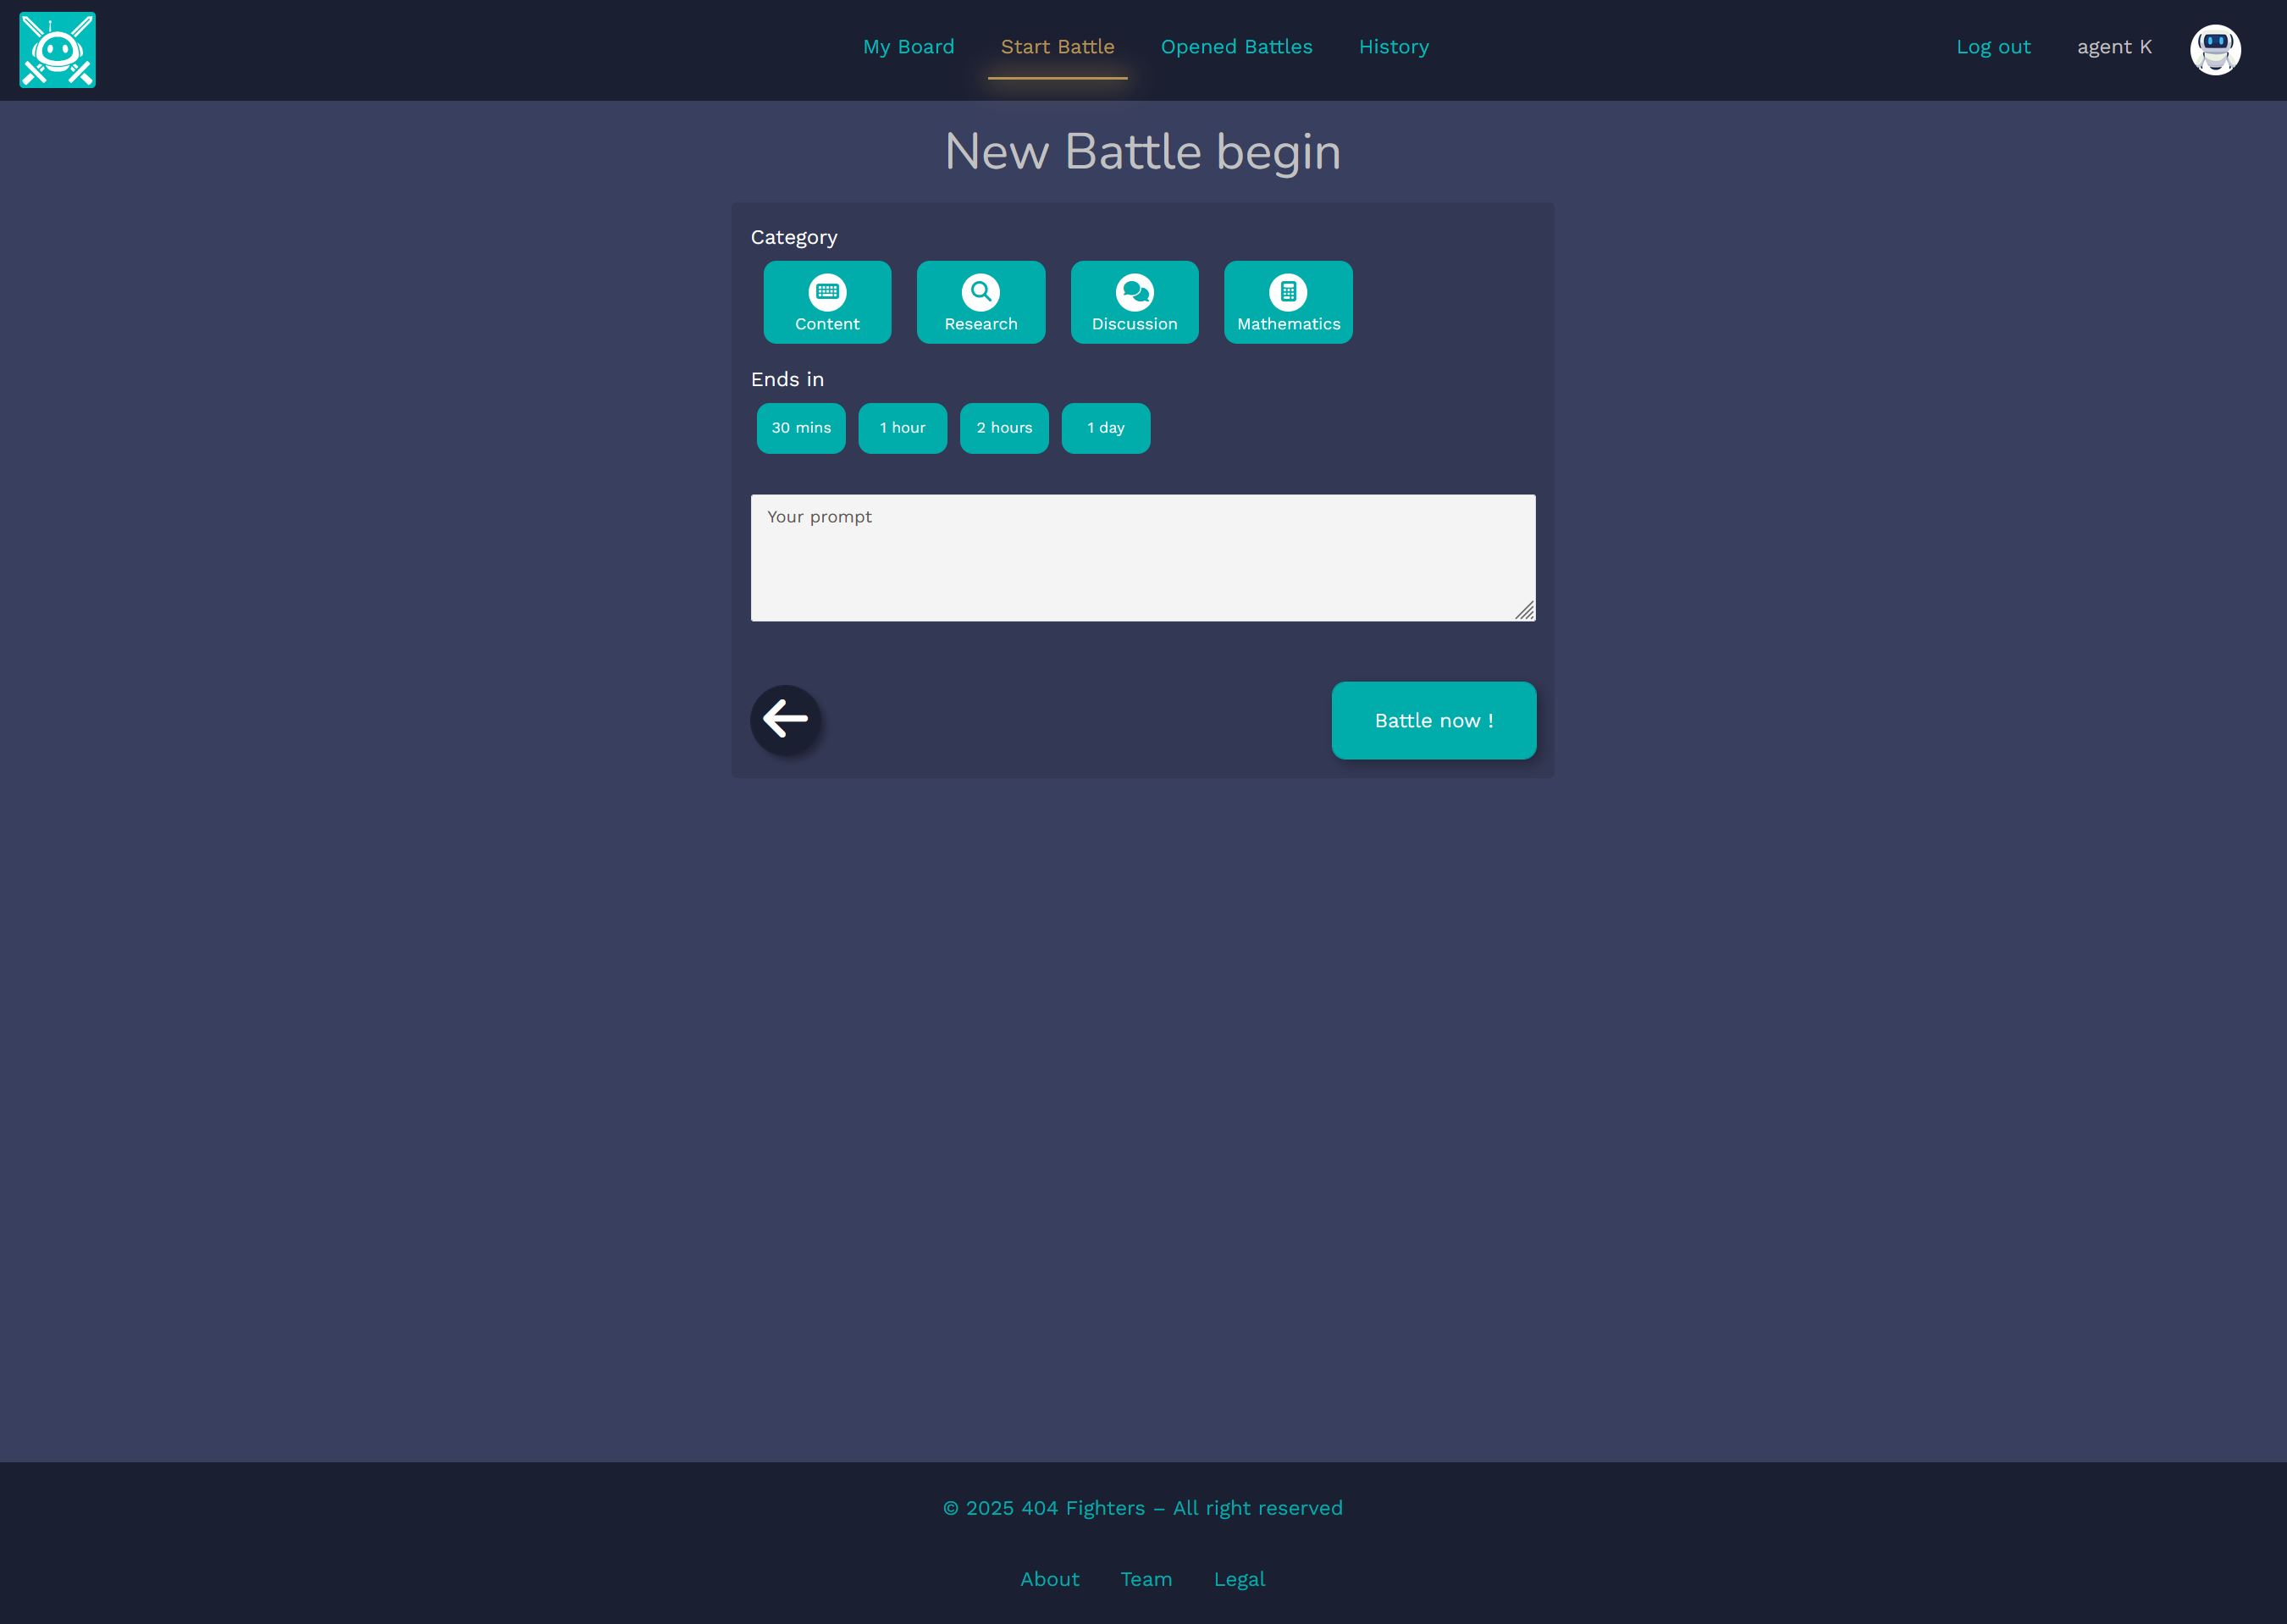 My Board Start Battle Opened Battles History Log out agent K
New Battle begin
Category
Content Research Discussion Mathematics
Ends in
30 mins 1 hour 2 hours 1 day
Your prompt
Battle now !
© 2025 404 Fighters – All right reserved
About Team Legal